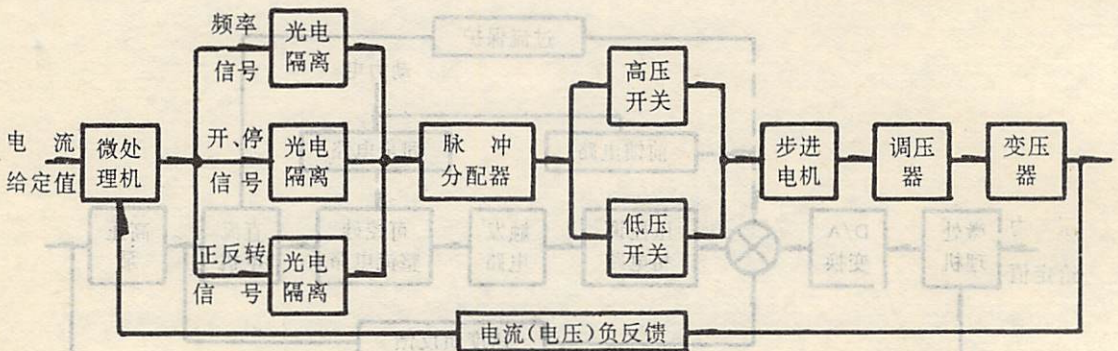 频率
信号
光电
隔离
高压
开关
电流
给定值
微处
理机
开、停
信号
光电
隔离
脉冲
分配器
步进
电机
调压
器
变压
器
低压
开关
正反转
信号
光电
隔离
电流(电压)负反馈